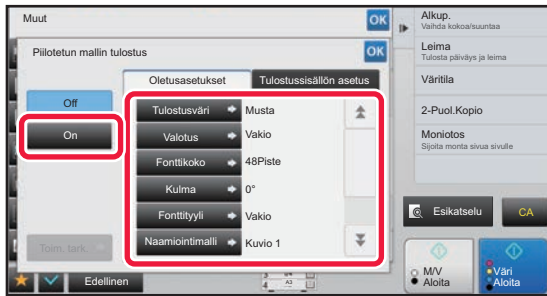 Muut
OK
Piilotetun mallin tulostus
OK
Oletusasetukset
Tulostussisällön asetus
Off
On
Tulostusväri
Musta
Valotus
Vakio
Fonttikoko
48Piste
Kulma
0°
Fonttityyli
Vakio
Naamiointimalli
Kuvio 1
Toim. tark.
Edellinen
A3
Alkup.
Vaihda kokoa/suuntaa
Leima
Tulosta päiväys ja leima
Väritila
2-Puol.Kopio
Moniotos
Sijoita monta sivua sivulle
Esikatselu
CA
M/V
Aloita
Väri
Aloita